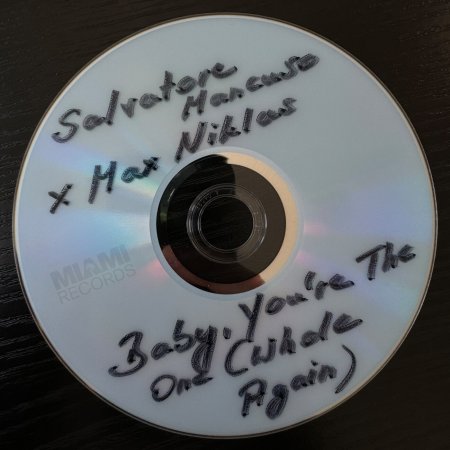 Salvatore
Mancuso
x Max Niklas
MIAMI
RECORDS
Baby, You're The
One (Whole
Again)